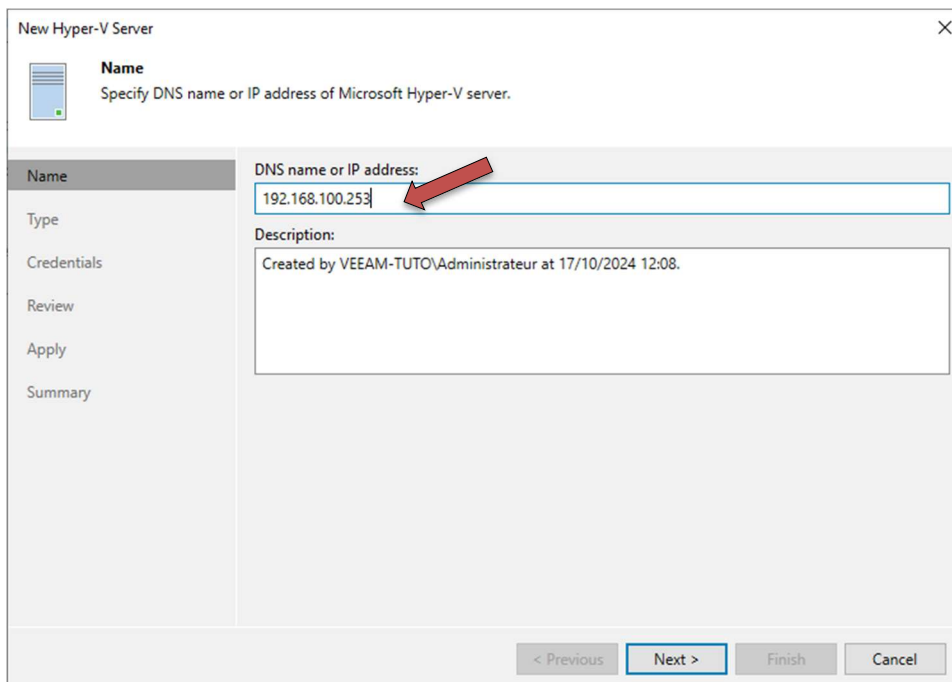 New Hyper-V Server
Name
Specify DNS name or IP address of Microsoft Hyper-V server.
Name
Type
Credentials
Review
Apply
Summary
DNS name or IP address:
192.168.100.253
Description:
Created by VEEAM-TUTO\Administrateur at 17/10/2024 12:08.
< Previous
Next >
Finish
Cancel